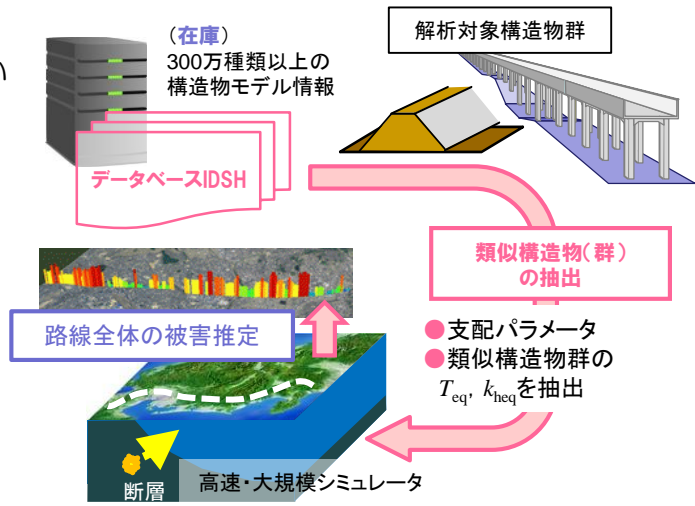 い
（在庫）
300万種類以上の
構造物モデル情報
データベースIDSH
解析対象構造物群
類似構造物（群）
の抽出
●支配パラメータ
●類似構造物群の
Teq, kheqを抽出
路線全体の被害推定
断層
高速・大規模シミュレータ